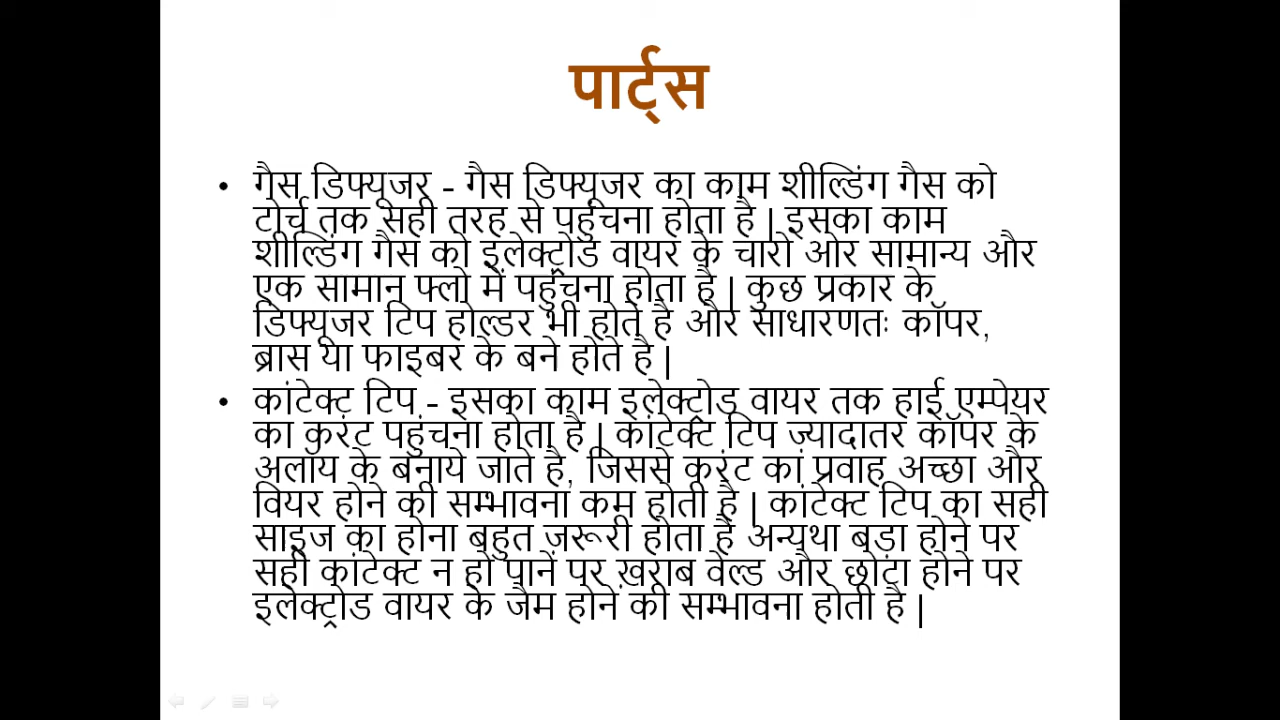 पार्ट्स
• गैस डिफ्यूजर - गैस डिफ्यूजर का काम शील्डिंग गैस को
टोर्च तक सही तरह से पहुंचना होता है | इसका काम
शील्डिंग गैस को इलेक्ट्रोड वायर के चारो ओर सामान्य और
एक सामान फ्लो में पहुंचना होता है | कुछ प्रकार के
डिफ्यूजर टिप होल्डर भी होते है और साधारणतः कॉपर,
ब्रास या फाइबर के बने होते है |
• कांटेक्ट टिप - इसका काम इलेक्ट्रोड वायर तक हाई एम्पेयर
का कुरंट पहुंचना होता है | कांटेक्ट टिप ज्यादातर कॉपर के
अलॉय के बनाये जाते है, जिससे करंट का प्रवाह अच्छा और
वियर होने की सम्भावना कम होती है | कांटेक्ट टिप का सही
साइज का होना बहुत जरूरी होता है अन्यथा बड़ा होने पर
सही कांटेक्ट न हो पाने पर ख़राब वेल्ड और छोटा होने पर
इलेक्ट्रोड वायर के जैम होने की सम्भावना होती है |